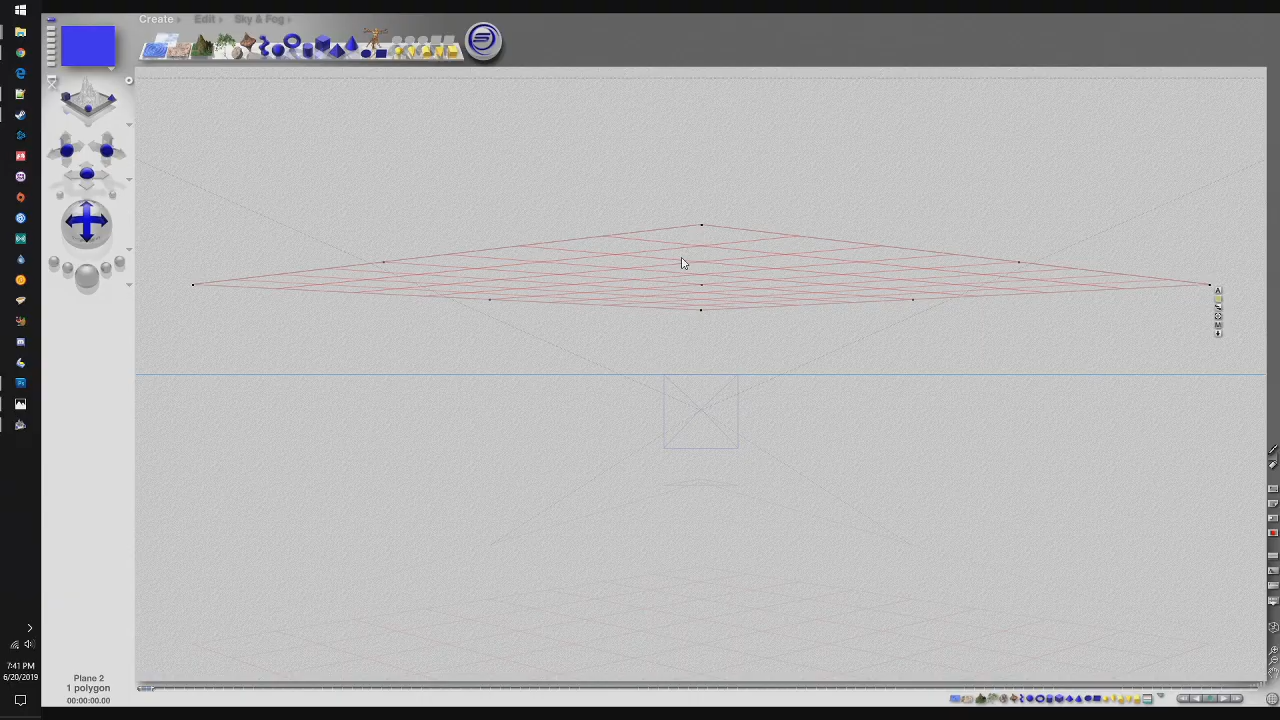 Create
Edit
Sky & Fog
A
M
7:41 PM
6/20/2019
Plane 2
1 polygon
00:00:00.00